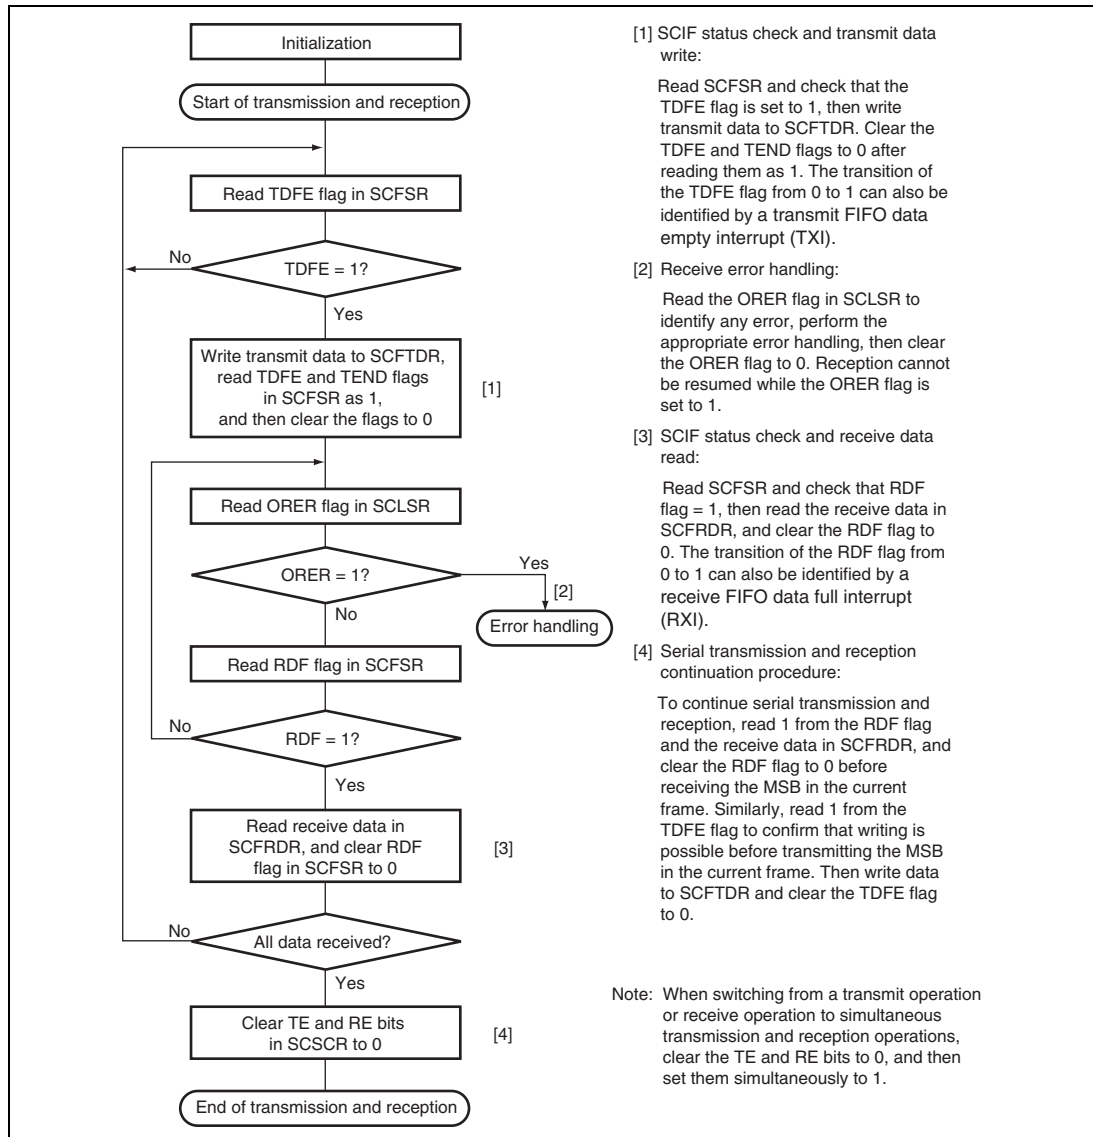 Initialization
Start of transmission and reception
Read TDFE flag in SCFSR
No
TDFE = 1?
Yes
Write transmit data to SCFTDR,
read TDFE and TEND flags
in SCFSR as 1,
and then clear the flags to 0
[1]
Read ORER flag in SCLSR
ORER = 1?
Yes
[2]
No
Error handling
Read RDF flag in SCFSR
No
RDF = 1?
Yes
Read receive data in
SCFRDR, and clear RDF
flag in SCFSR to 0
[3]
No
All data received?
Yes
Clear TE and RE bits
in SCSCR to 0
[4]
End of transmission and reception
[1] SCIF status check and transmit data
write:
Read SCFSR and check that the
TDFE flag is set to 1, then write
transmit data to SCFTDR. Clear the
TDFE and TEND flags to 0 after
reading them as 1. The transition of
the TDFE flag from 0 to 1 can also be
identified by a transmit FIFO data
empty interrupt (TXI).
[2] Receive error handling:
Read the ORER flag in SCLSR to
identify any error, perform the
appropriate error handling, then clear
the ORER flag to 0. Reception cannot
be resumed while the ORER flag is
set to 1.
[3] SCIF status check and receive data
read:
Read SCFSR and check that RDF
flag = 1, then read the receive data in
SCFRDR, and clear the RDF flag to
0. The transition of the RDF flag from
0 to 1 can also be identified by a
receive FIFO data full interrupt
(RXI).
[4] Serial transmission and reception
continuation procedure:
To continue serial transmission and
reception, read 1 from the RDF flag
and the receive data in SCFRDR, and
clear the RDF flag to 0 before
receiving the MSB in the current
frame. Similarly, read 1 from the
TDFE flag to confirm that writing is
possible before transmitting the MSB
in the current frame. Then write data
to SCFTDR and clear the TDFE flag
to 0.
Note: When switching from a transmit operation
or receive operation to simultaneous
transmission and reception operations,
clear the TE and RE bits to 0, and then
set them simultaneously to 1.